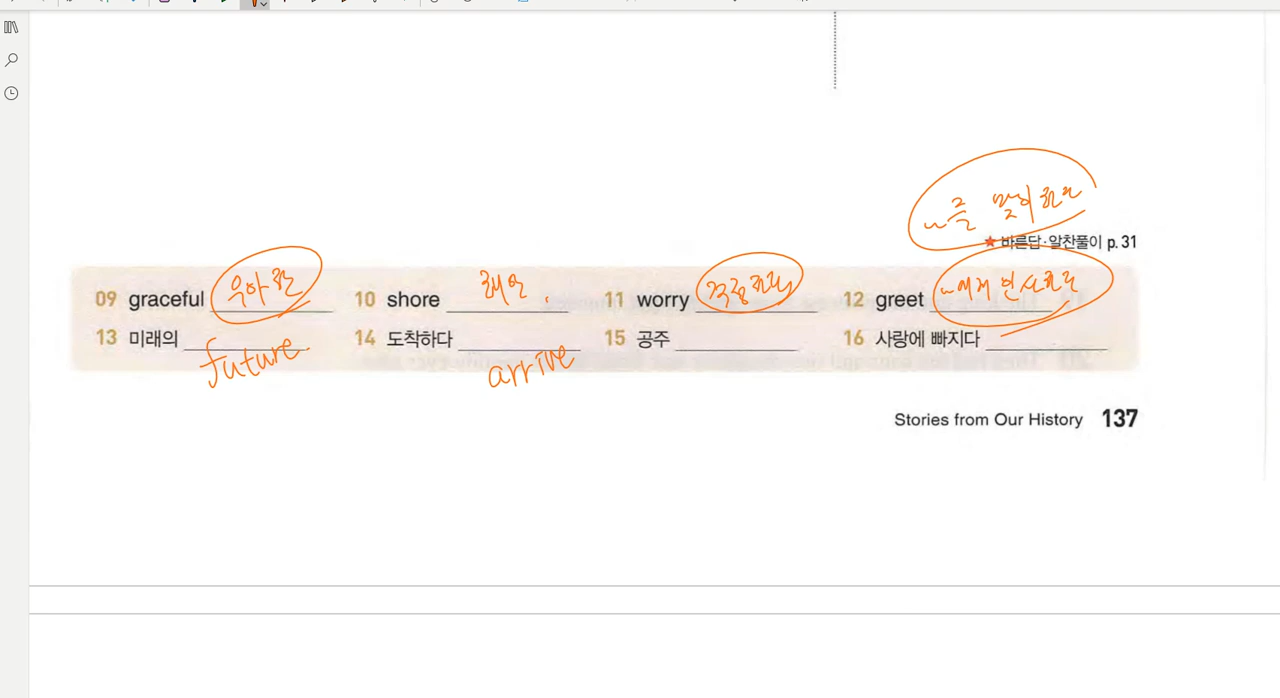 ~를 맞이하다
★ 바른답·알찬풀이 p. 31
09 graceful 우아한 10 shore 해안 11 worry 걱정하다 12 greet ~에게 인사하다
13 미래의 future 14 도착하다 arrive 15 공주 16 사랑에 빠지다
Stories from Our History 137